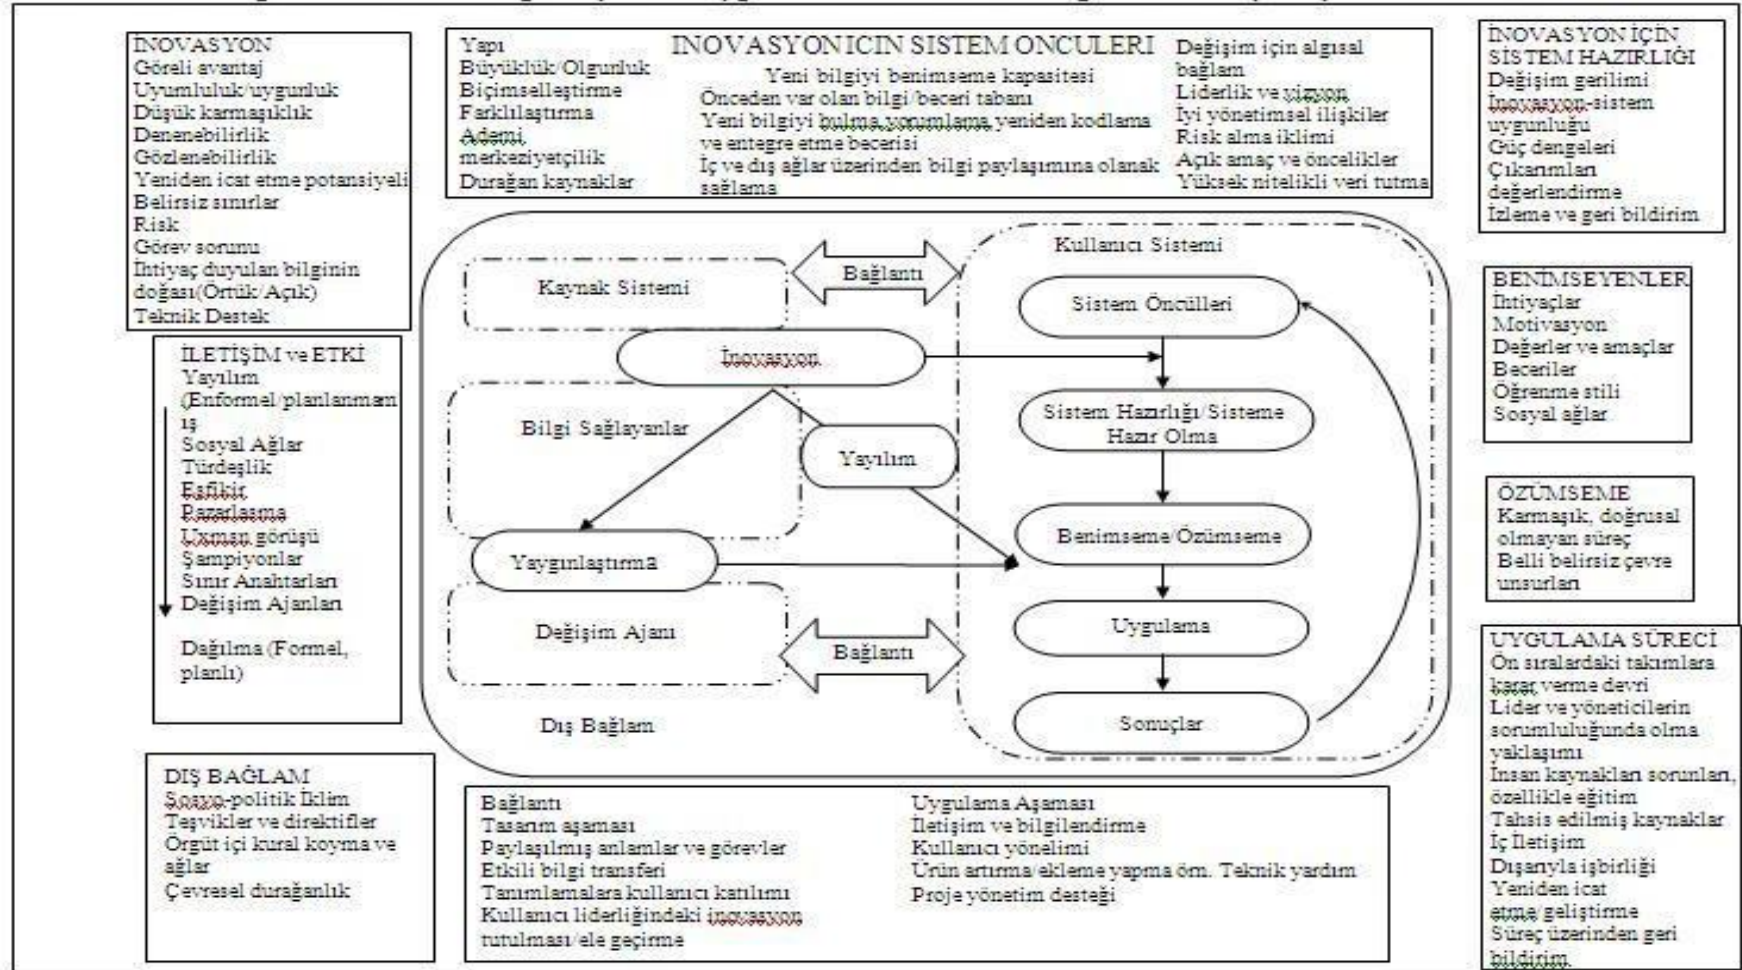 İNOVASYON
Göreli avantaj
Uyumluluk/uygunluk
Düşük karmaşıklık
Denenebilirlik
Gözlenebilirlik
Yeniden icat etme potansiyeli
Belirsiz sınırlar
Risk
Görev sorunu
İhtiyaç duyulan bilginin
doğası(Örtük/Açık)
Teknik Destek
Yapı
Büyüklük/Olgunluk
Biçimselleştirme
Farklılaştırma
Ademi
merkeziyetçilik
Durağan kaynaklar
INOVASYON ICIN SISTEM ONCULERI
Yeni bilgiyi benimseme kapasitesi
Önceden var olan bilgi/beceri tabanı
Yeni bilgiyi bulma,yorumlama,yeniden kodlama
ve entegre etme becerisi
İç ve dış ağlar üzerinden bilgi paylaşımına olanak
sağlama
Değişim için algısal
bağlam
Liderlik ve vizyon
İyi yönetimsel ilişkiler
Risk alma iklimi
Açık amaç ve öncelikler
Yüksek nitelikli veri tutma
İNOVASYON İÇİN
SİSTEM HAZIRLIĞI
Değişim gerilimi
İnovasyon-sistem
uygunluğu
Güç dengeleri
Çıkarımları
değerlendirme
İzleme ve geri bildirim
İLETİŞİM ve ETKİ
Yayılım
(Enformel/planlanmam
ış
Sosyal Ağlar
Türdeşlik
Eşfikir
Pazarlaşma
Uxman görüşü
Şampiyonlar
Sınır Anahtarları
Değişim Ajanları
Dağılma (Formel,
planlı)
Kaynak Sistemi
Bağlantı
Kullanıcı Sistemi
Sistem Öncülleri
İnovasyon
Bilgi Sağlayanlar
Yayılım
Sistem Hazırlığı/Sisteme
Hazır Olma
Benimseme/Özümseme
Yaygınlaştırma
Değişim Ajanı
Bağlantı
Uygulama
Sonuçlar
Dış Bağlam
BENİMSEYENLER
İhtiyaçlar
Motivasyon
Değerler ve amaçlar
Beceriler
Öğrenme stili
Sosyal ağlar
ÖZÜMSEME
Karmaşık, doğrusal
olmayan süreç
Belli belirsiz çevre
unsurları
UYGULAMA SÜRECİ
Ön sıralardaki takımlara
karar verme devri
Lider ve yöneticilerin
sorumluluğunda olma
yaklaşımı
İnsan kaynakları sorunları,
özellikle eğitim
Tahsis edilmiş kaynaklar
İç İletişim
Dışarıyla işbirliği
Yeniden icat
etme/geliştirme
Süreç üzerinden geri
bildirim
DIŞ BAĞLAM
Sosyo-politik İklim
Teşvikler ve direktifler
Örgüt içi kural koyma ve
ağlar
Çevresel durağanlık
Bağlantı
Tasarım aşaması
Paylaşılmış anlamlar ve görevler
Etkili bilgi transferi
Tanımlamalara kullanıcı katılımı
Kullanıcı liderliğindeki inovasyon
tutulması/ele geçirme
Uygulama Aşaması
İletişim ve bilgilendirme
Kullanıcı yönelimi
Ürün artırma/ekleme yapma örn. Teknik yardım
Proje yönetim desteği